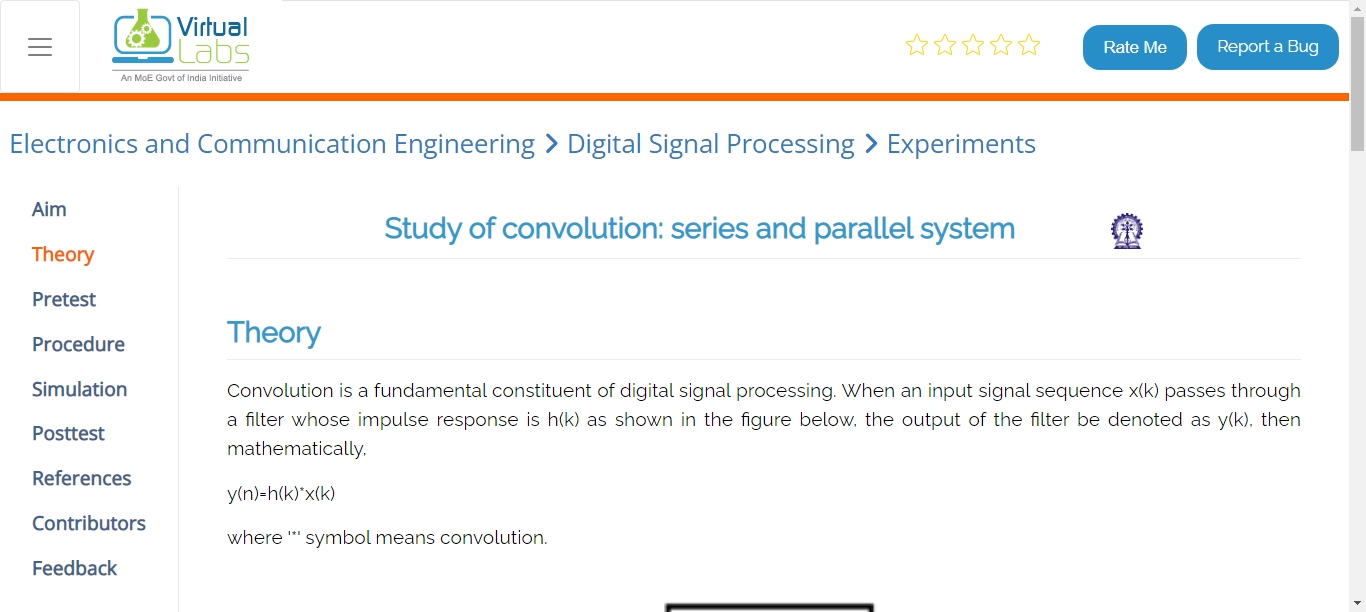 Virtual
Labs
An MoE Govt of India Initiative
Rate Me
Report a Bug
Electronics and Communication Engineering > Digital Signal Processing > Experiments
Aim
Theory
Pretest
Procedure
Simulation
Posttest
References
Contributors
Feedback
Study of convolution: series and parallel system
Theory
Convolution is a fundamental constituent of digital signal processing. When an input signal sequence x(k) passes through
a filter whose impulse response is h(k) as shown in the figure below, the output of the filter be denoted as y(k), then
mathematically,
y(n)=h(k)*x(k)
where '*' symbol means convolution.